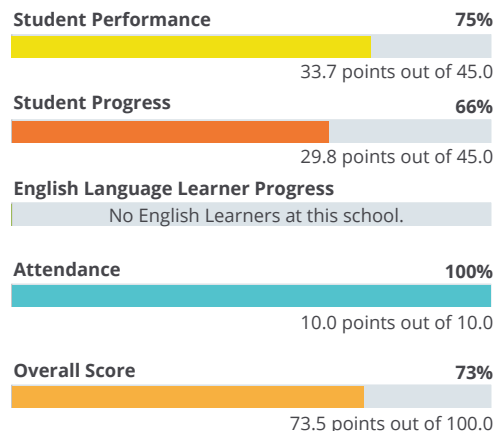 Student Performance 75%
33.7 points out of 45.0
Student Progress 66%
29.8 points out of 45.0
English Language Learner Progress
No English Learners at this school.
Attendance 100%
10.0 points out of 10.0
Overall Score 73%
73.5 points out of 100.0